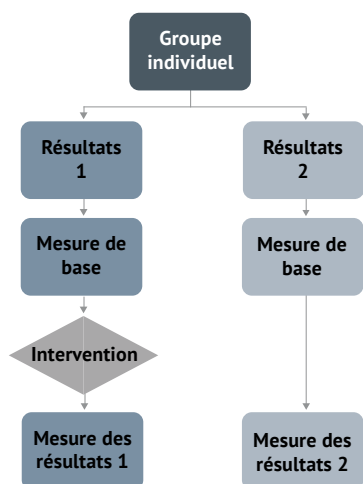 Groupe
individuel
Résultats
1
Résultats
2
Mesure de
base
Mesure de
base
Intervention
Mesure des
résultats 1
Mesure des
résultats 2